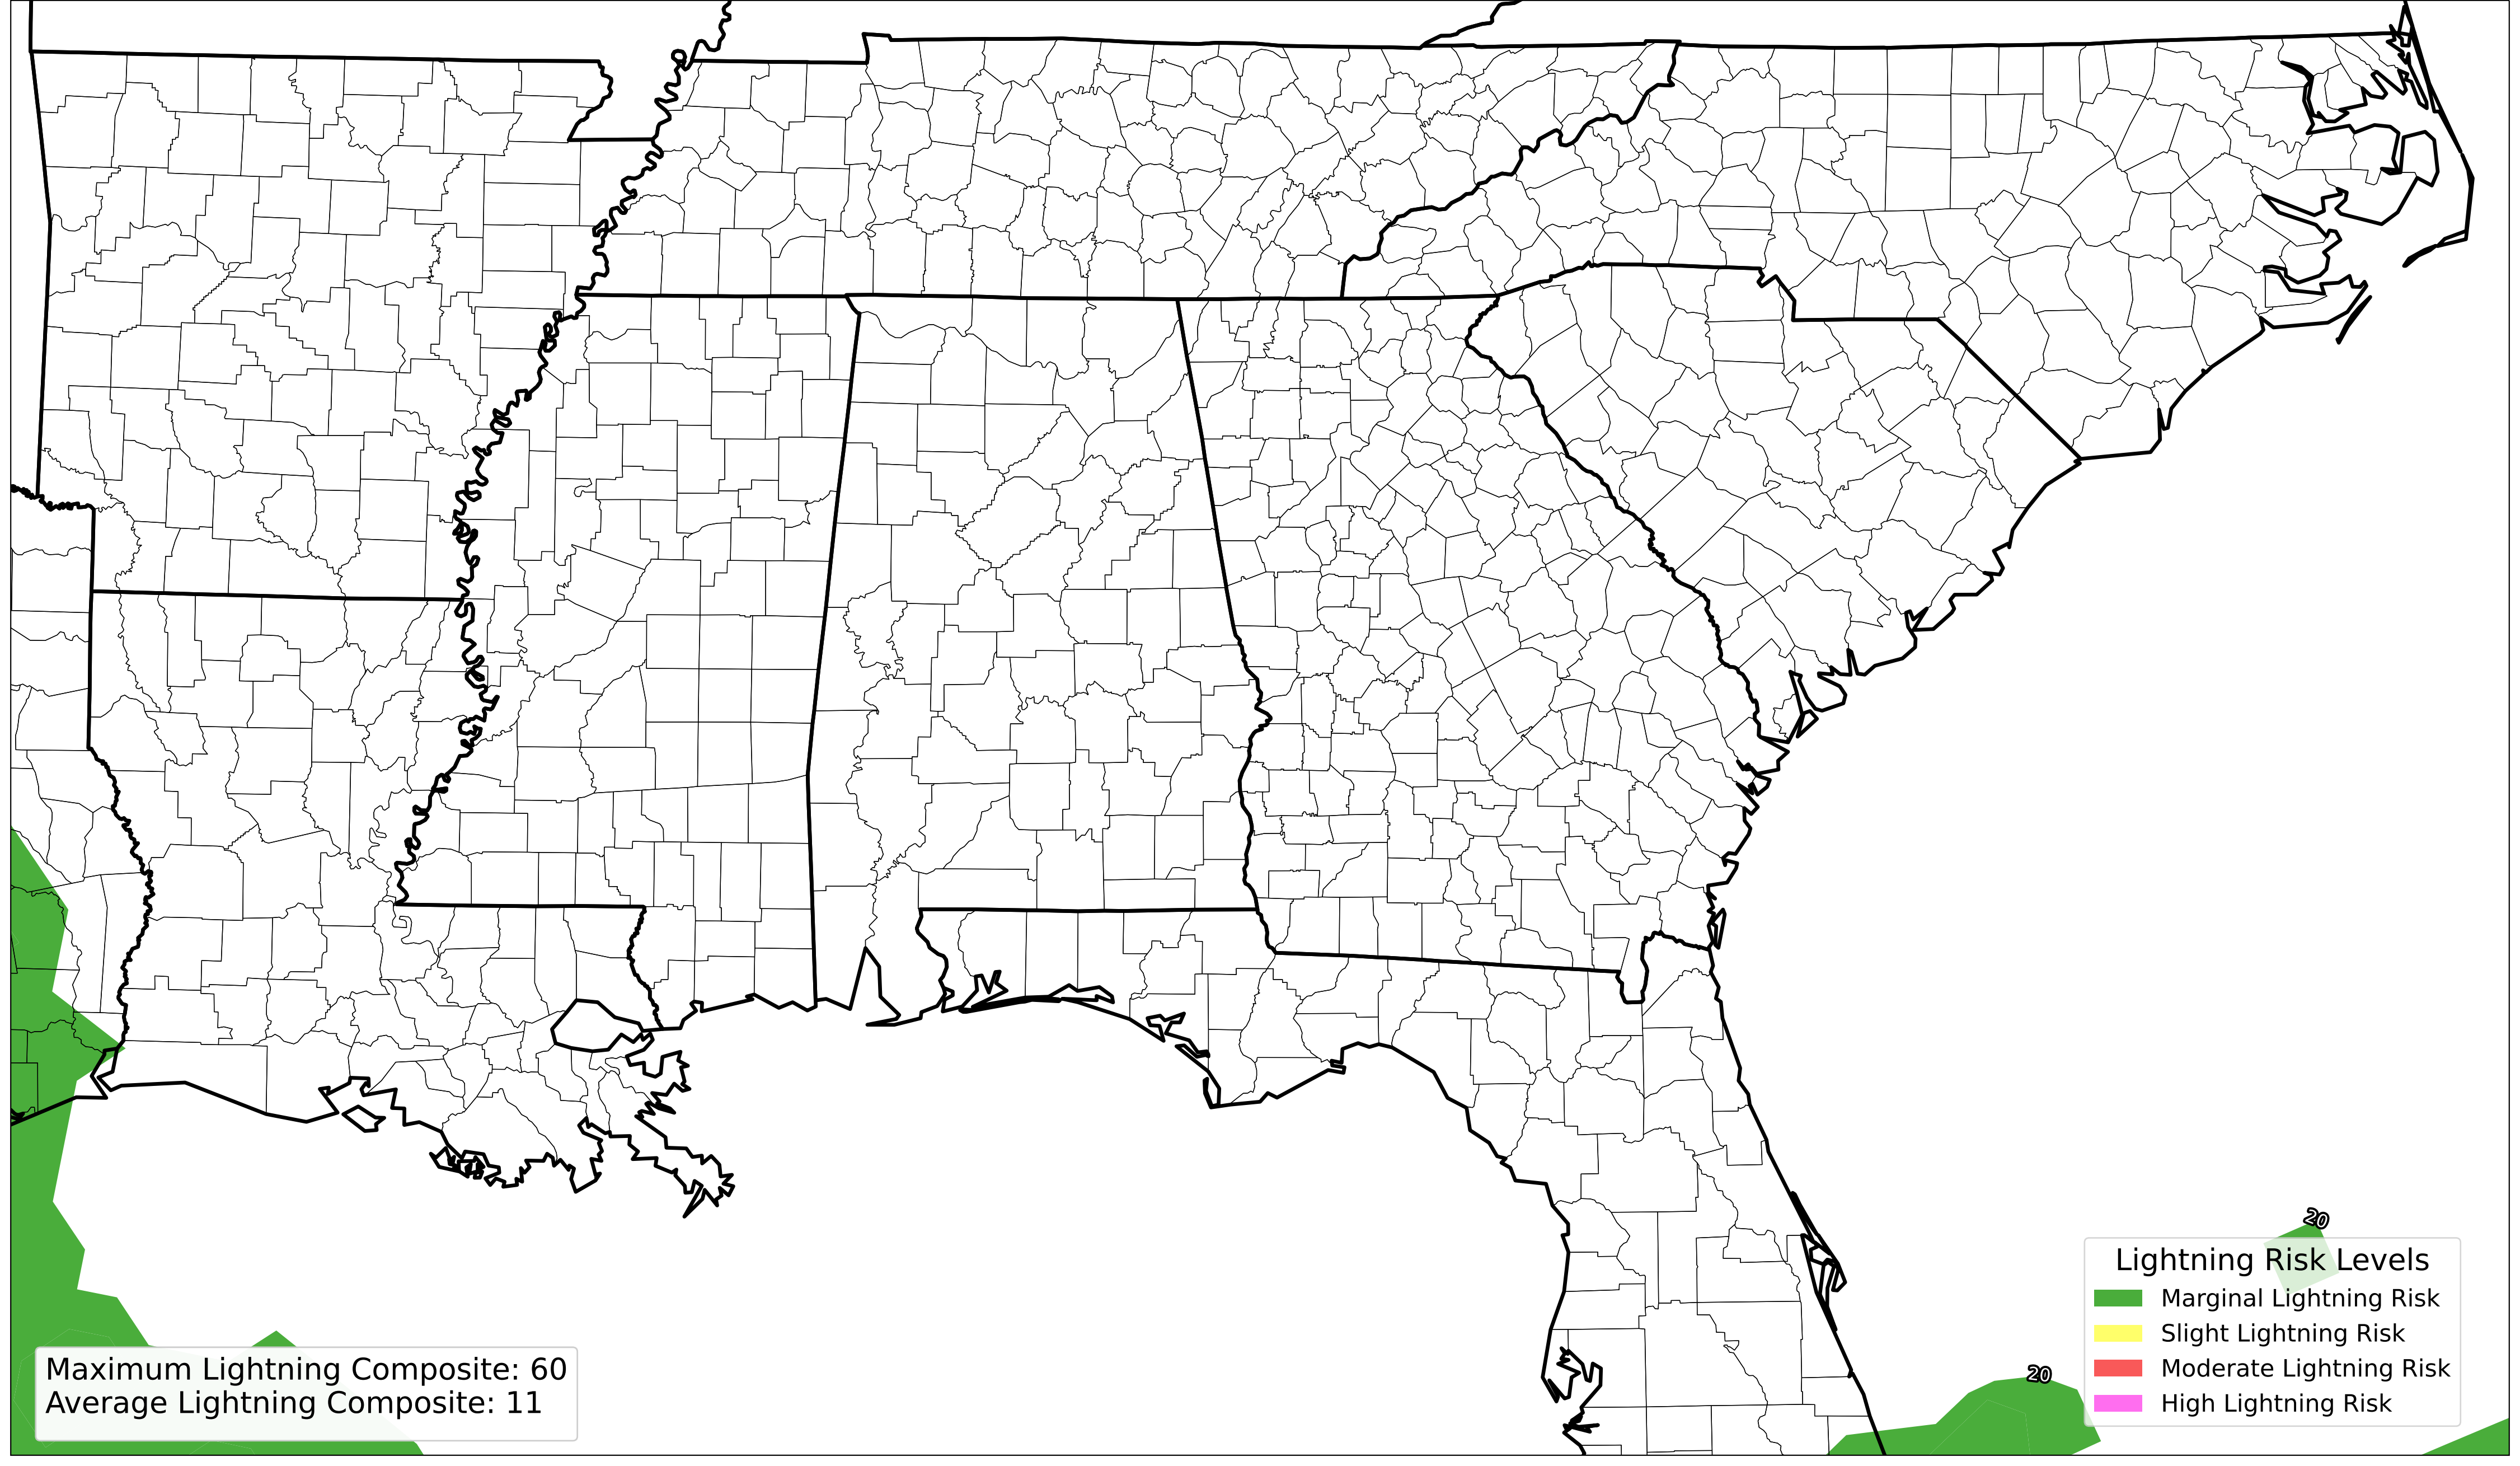 20
Lightning Risk Levels
Marginal Lightning Risk
Slight Lightning Risk
Moderate Lightning Risk
High Lightning Risk
20
Maximum Lightning Composite: 60
Average Lightning Composite: 11